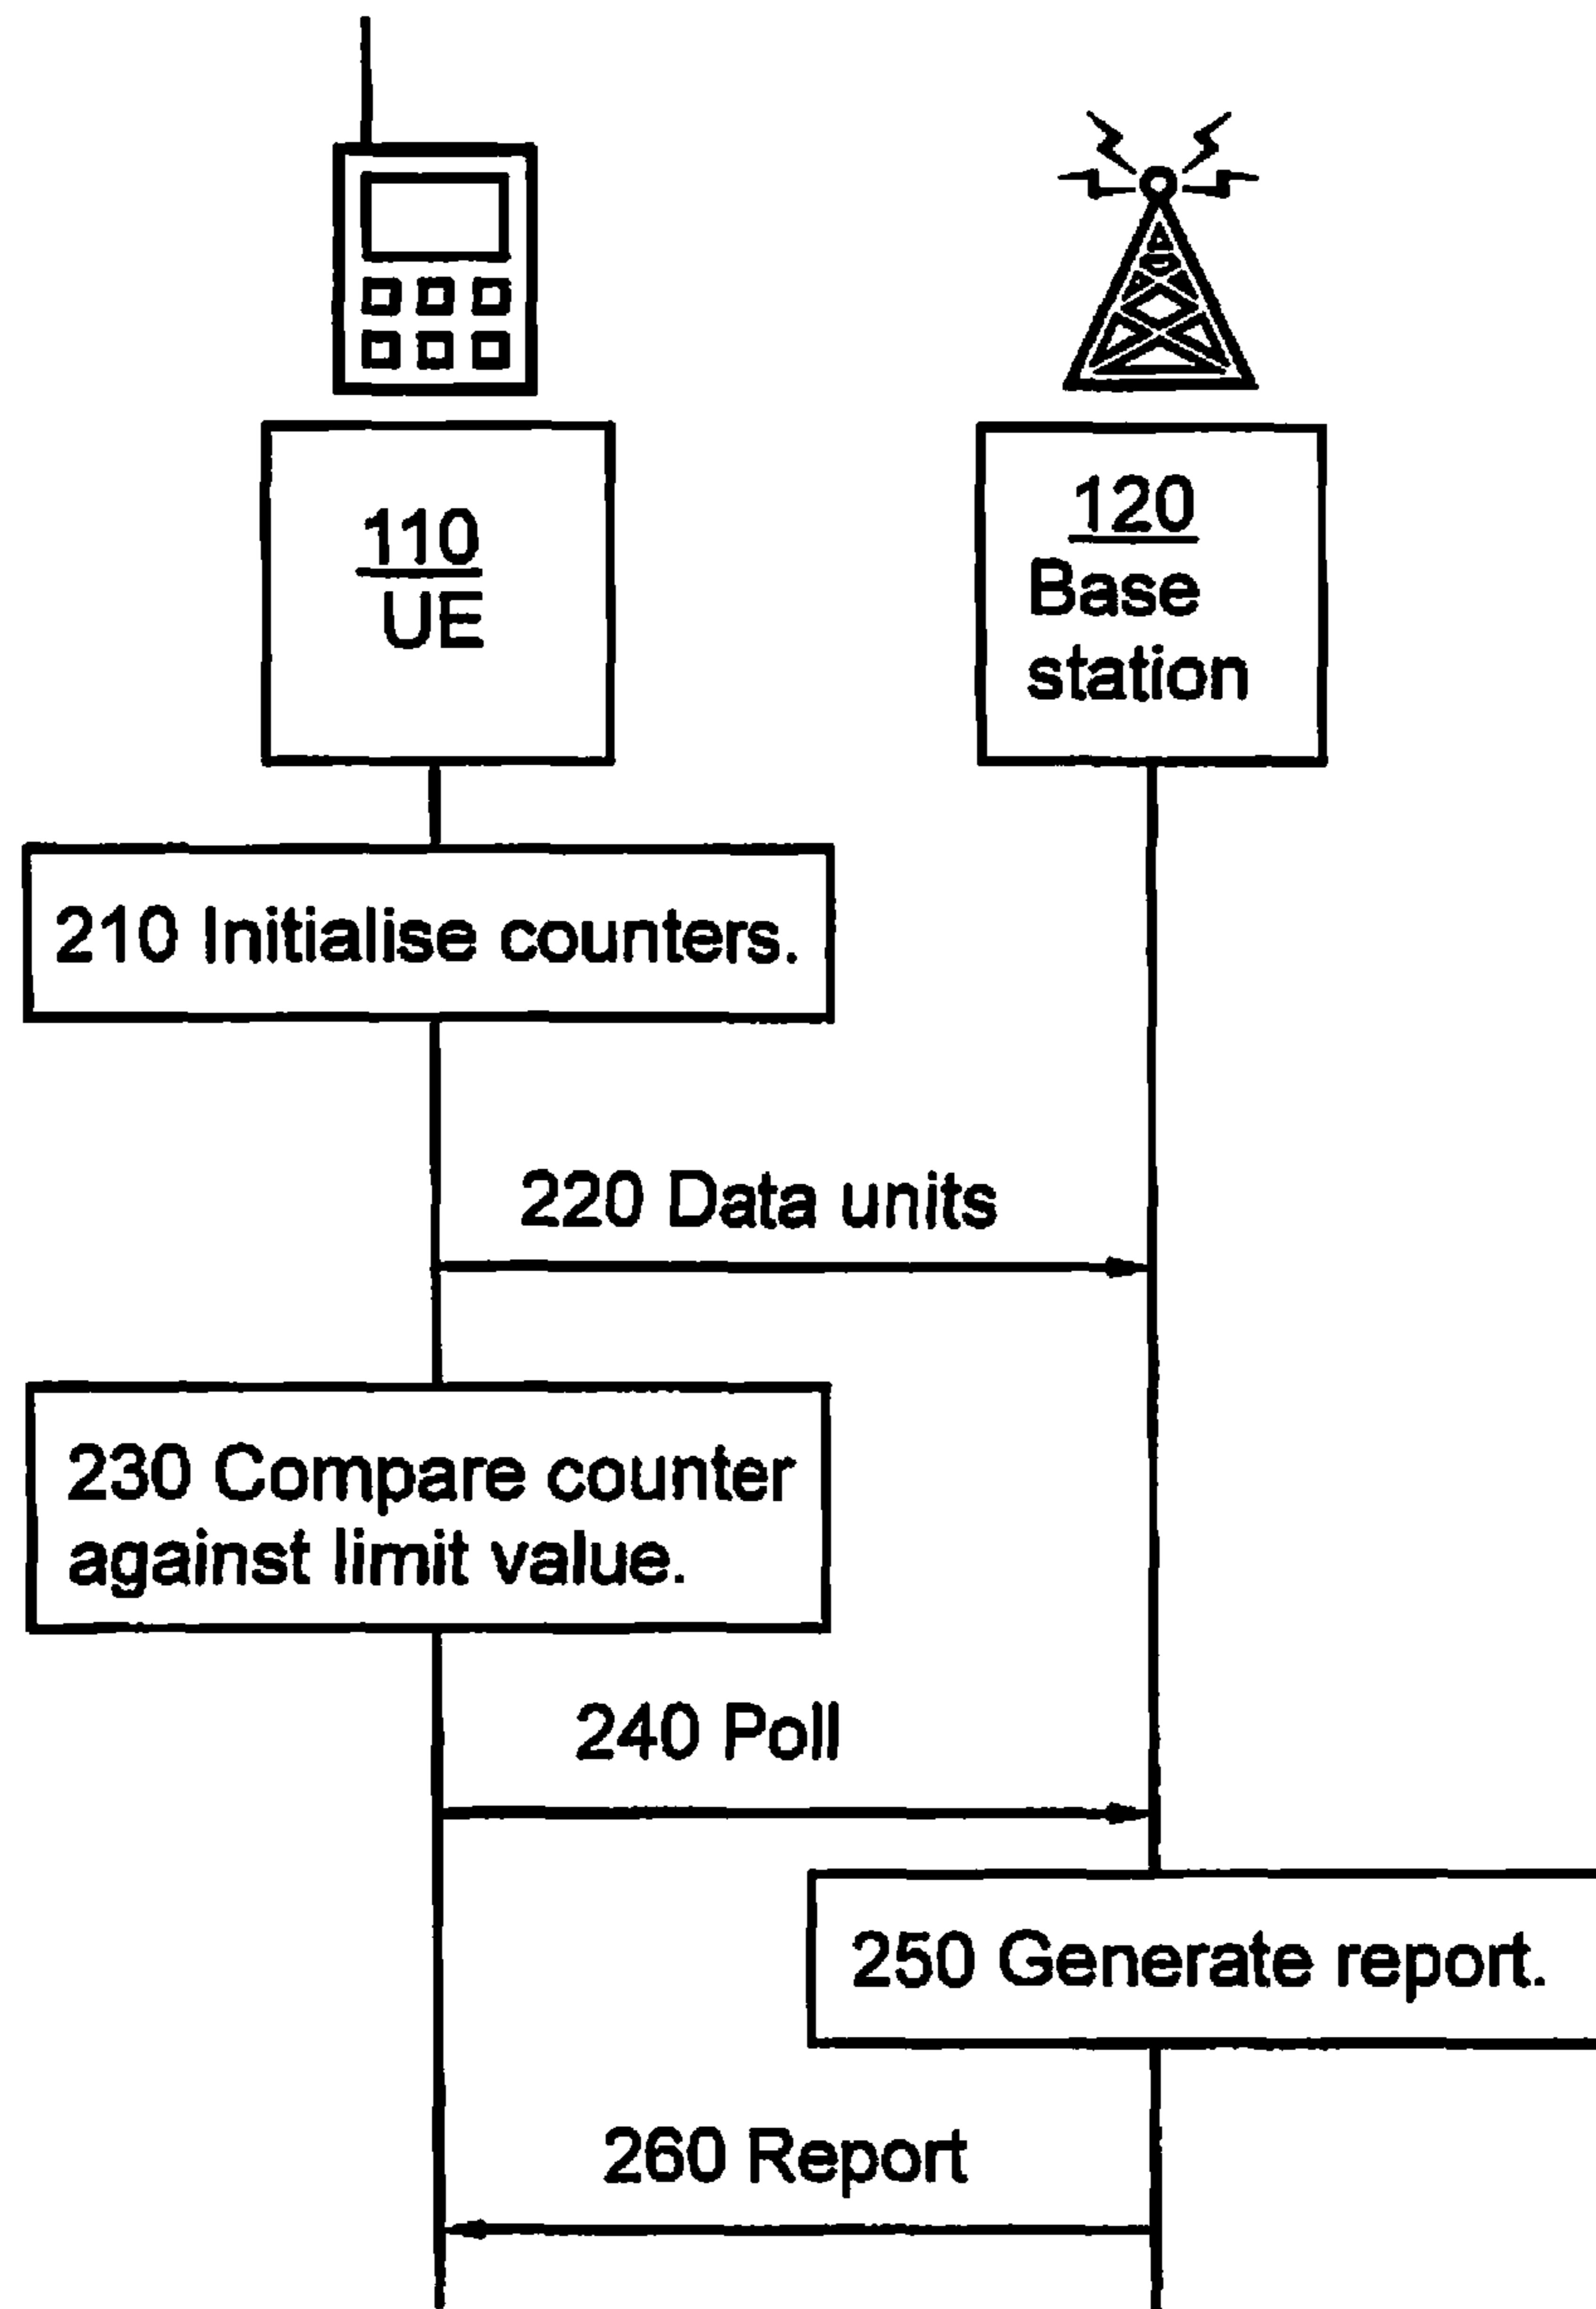 110
UE
120
Base
station
210 Initialise counters.
220 Data units
230 Compare counter
against limit value.
240 Poll
250 Generate report.
260 Report